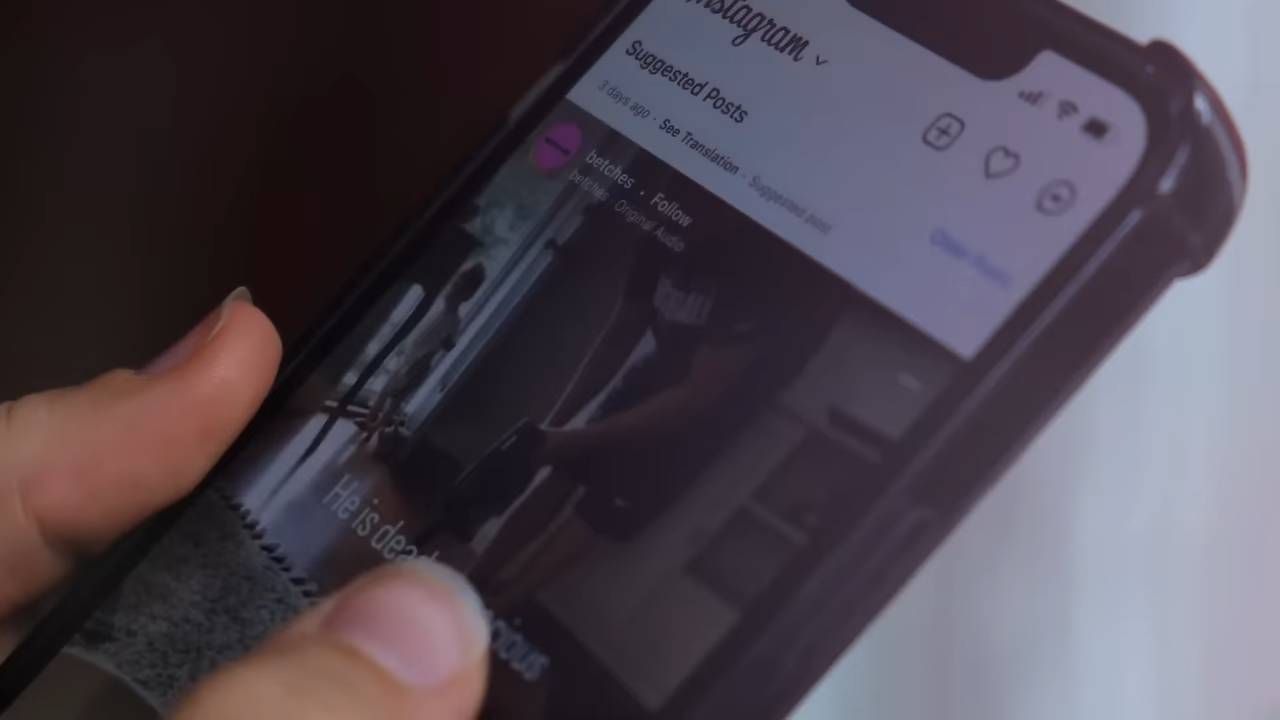 Instagram
Suggested Posts
3 days ago · See Translation · Suggested post
betches · Follow
betches · Original Audio
He is dead